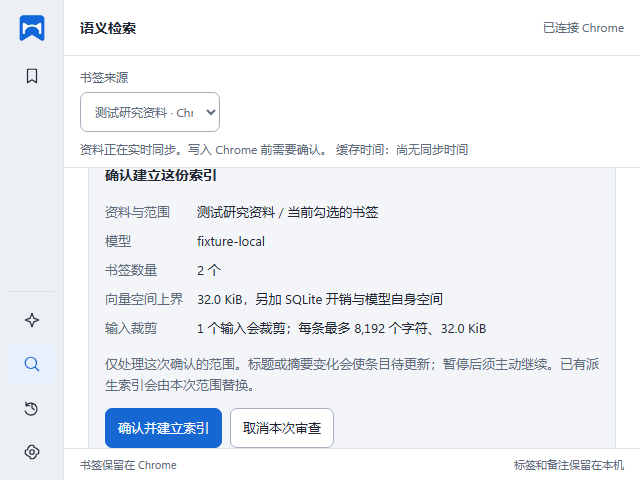 语义检索
已连接 Chrome
书签来源
测试研究资料 · Chr
资料正在实时同步。写入 Chrome 前需要确认。 缓存时间：尚无同步时间
确认建立这份索引
资料与范围 测试研究资料 / 当前勾选的书签
模型 fixture-local
书签数量 2 个
向量空间上界 32.0 KiB，另加 SQLite 开销与模型自身空间
输入裁剪 1 个输入会裁剪；每条最多 8,192 个字符、32.0 KiB
仅处理这次确认的范围。标题或摘要变化会使条目待更新；暂停后须主动继续。已有派
生索引会由本次范围替换。
确认并建立索引
取消本次审查
书签保留在 Chrome
标签和备注保留在本机